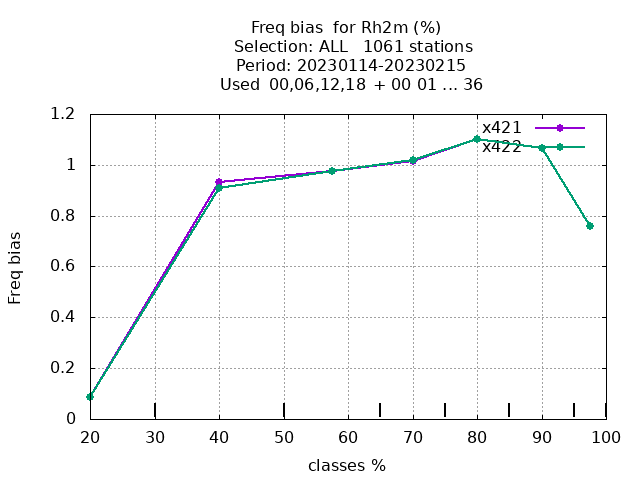 Freq bias  for Rh2m (%)
Selection: ALL   1061 stations
Period: 20230114-20230215
Used  00,06,12,18  + 00 01 ... 36
x421
x422
1.2
1
0.8
0.6
0.4
0.2
0
Freq bias
20 30 40 50 60 70 80 90 100
classes %